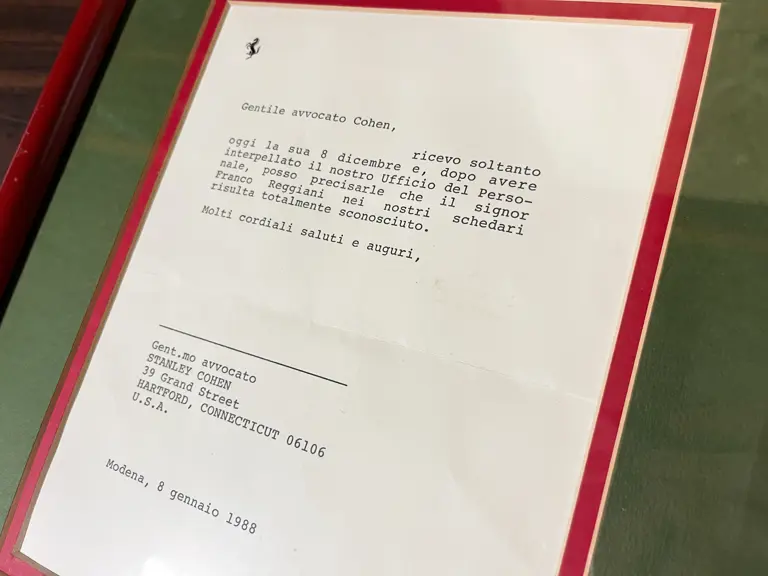 Gentile avvocato Cohen,
ricevo soltanto
oggi la sua 8 dicembre e, dopo avere
interpellato il nostro Ufficio del Perso-
nale, posso precisarle che il signor
Franco Reggiani nei nostri schedari
risulta totalmente sconosciuto.
Molti cordiali saluti e auguri,
Gent.mo avvocato
STANLEY COHEN
39 Grand Street
HARTFORD, CONNECTICUT 06106
U.S.A.
Modena, 8 gennaio 1988